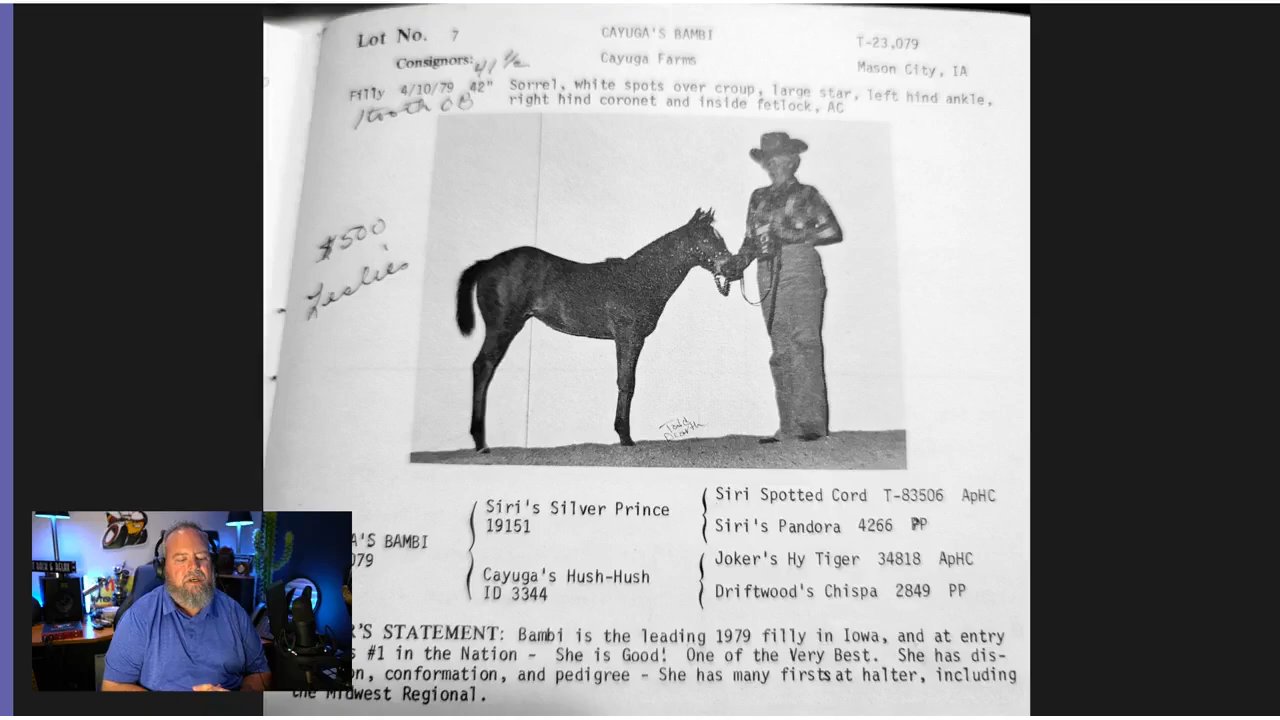 Lot No. 7 CAYUGA'S BAMBI T-23,079
Consignors: 41 1/2 Cayuga Farms Mason City, IA
Filly 4/10/79 42" Sorrel, white spots over croup, large star, left hind ankle,
right hind coronet and inside fetlock, AC
$500
Leslie's
Siri's Silver Prince
19151
Siri Spotted Cord T-83506 ApHC
Siri's Pandora 4266 PP
A'S BAMBI
079
Cayuga's Hush-Hush
ID 3344
Joker's Hy Tiger 34818 ApHC
Driftwood's Chispa 2849 PP
R'S STATEMENT: Bambi is the leading 1979 filly in Iowa, and at entry
s #1 in the Nation - She is Good! One of the Very Best. She has dis-
on, conformation, and pedigree - She has many firsts at halter, including
the Midwest Regional.